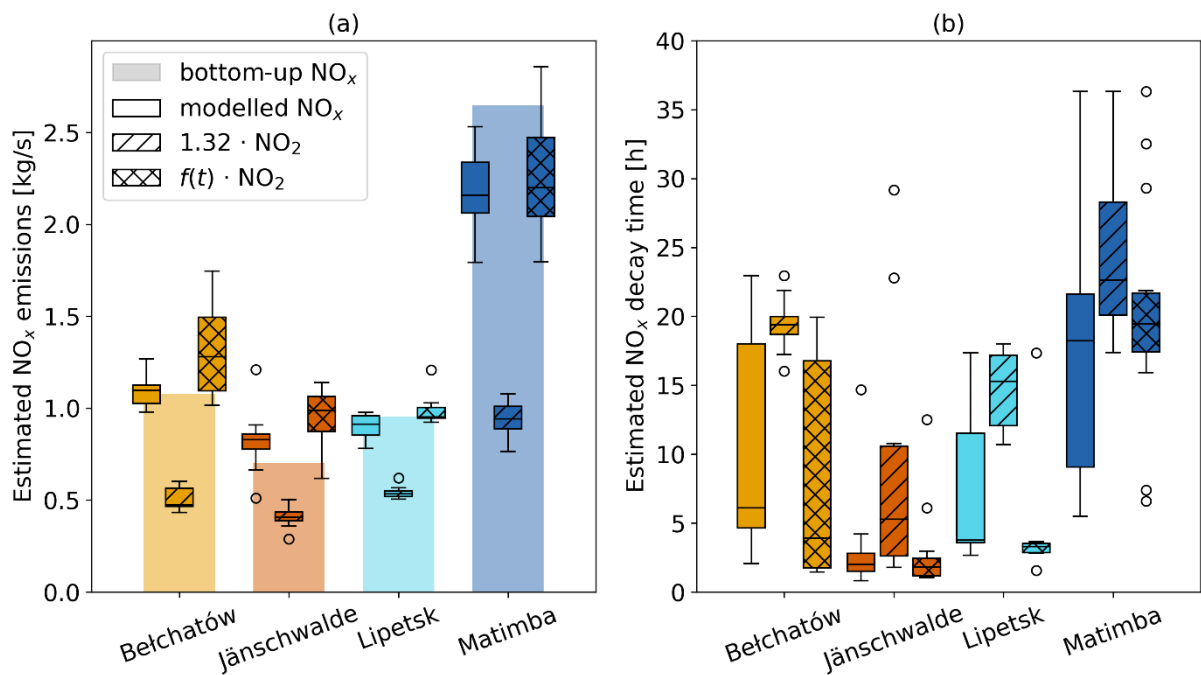 (a)
bottom-up NOₓ
modelled NOₓ
1.32 · NO₂
f(t) · NO₂
Estimated NOₓ emissions [kg/s]
2.5
2.0
1.5
1.0
0.5
0.0
Bełchatów
Jänschwalde
Lipetsk
Matimba
(b)
Estimated NOₓ decay time [h]
40
35
30
25
20
15
10
5
0
Bełchatów
Jänschwalde
Lipetsk
Matimba